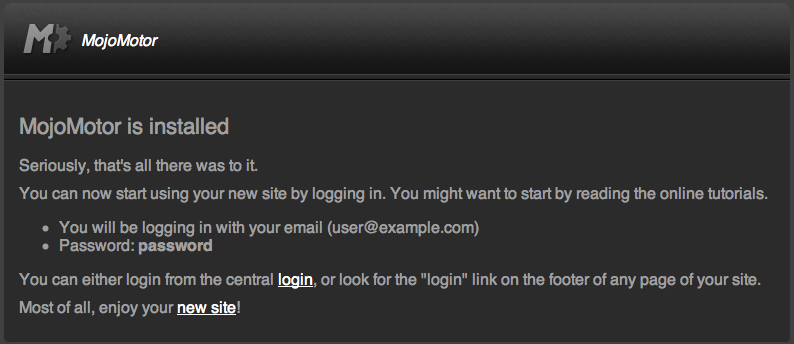 MojoMotor
MojoMotor is installed
Seriously, that's all there was to it.
You can now start using your new site by logging in. You might want to start by reading the online tutorials.
You will be logging in with your email (user@example.com)
Password: password
You can either login from the central login, or look for the "login" link on the footer of any page of your site.
Most of all, enjoy your new site!